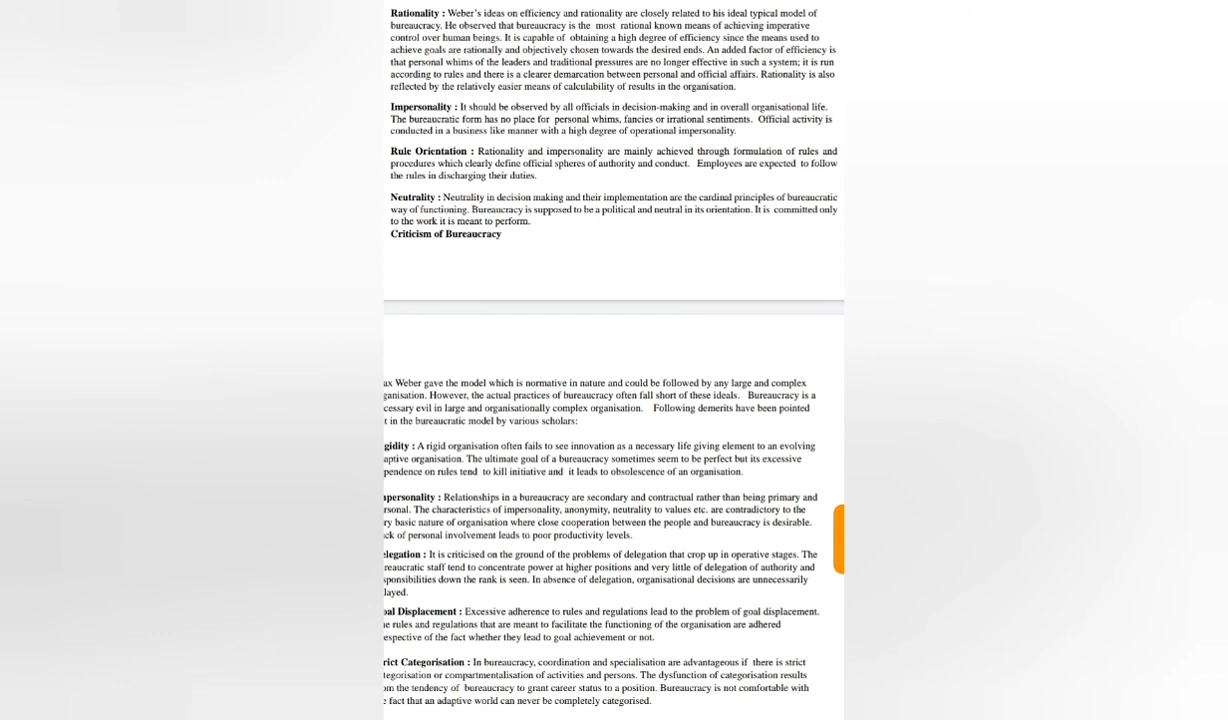 Rationality : Weber's ideas on efficiency and rationality are closely related to his ideal typical model of
bureaucracy. He observed that bureaucracy is the most rational known means of achieving imperative
control over human beings. It is capable of obtaining a high degree of efficiency since the means used to
achieve goals are rationally and objectively chosen towards the desired ends. An added factor of efficiency is
that personal whims of the leaders and traditional pressures are no longer effective in such a system; it is run
according to rules and there is a clearer demarcation between personal and official affairs. Rationality is also
reflected by the relatively easier means of calculability of results in the organisation.
Impersonality : It should be observed by all officials in decision-making and in overall organisational life.
The bureaucratic form has no place for personal whims, fancies or irrational sentiments. Official activity is
conducted in a business like manner with a high degree of operational impersonality.
Rule Orientation : Rationality and impersonality are mainly achieved through formulation of rules and
procedures which clearly define official spheres of authority and conduct. Employees are expected to follow
the rules in discharging their duties.
Neutrality : Neutrality in decision making and their implementation are the cardinal principles of bureaucratic
way of functioning. Bureaucracy is supposed to be a political and neutral in its orientation. It is committed only
to the work it is meant to perform.
Criticism of Bureaucracy
ax Weber gave the model which is normative in nature and could be followed by any large and complex
ganisation. However, the actual practices of bureaucracy often fall short of these ideals. Bureaucracy is a
cessary evil in large and organisationally complex organisation. Following demerits have been pointed
t in the bureaucratic model by various scholars:
gidity : A rigid organisation often fails to see innovation as a necessary life giving element to an evolving
aptive organisation. The ultimate goal of a bureaucracy sometimes seem to be perfect but its excessive
pendence on rules tend to kill initiative and it leads to obsolescence of an organisation.
personality : Relationships in a bureaucracy are secondary and contractual rather than being primary and
rsonal. The characteristics of impersonality, anonymity, neutrality to values etc. are contradictory to the
ry basic nature of organisation where close cooperation between the people and bureaucracy is desirable.
ck of personal involvement leads to poor productivity levels.
legation : It is criticised on the ground of the problems of delegation that crop up in operative stages. The
reaucratic staff tend to concentrate power at higher positions and very little of delegation of authority and
sponsibilities down the rank is seen. In absence of delegation, organisational decisions are unnecessarily
layed.
al Displacement : Excessive adherence to rules and regulations lead to the problem of goal displacement.
e rules and regulations that are meant to facilitate the functioning of the organisation are adhered
espective of the fact whether they lead to goal achievement or not.
rict Categorisation : In bureaucracy, coordination and specialisation are advantageous if there is strict
tegorisation or compartmentalisation of activities and persons. The dysfunction of categorisation results
om the tendency of bureaucracy to grant career status to a position. Bureaucracy is not comfortable with
e fact that an adaptive world can never be completely categorised.